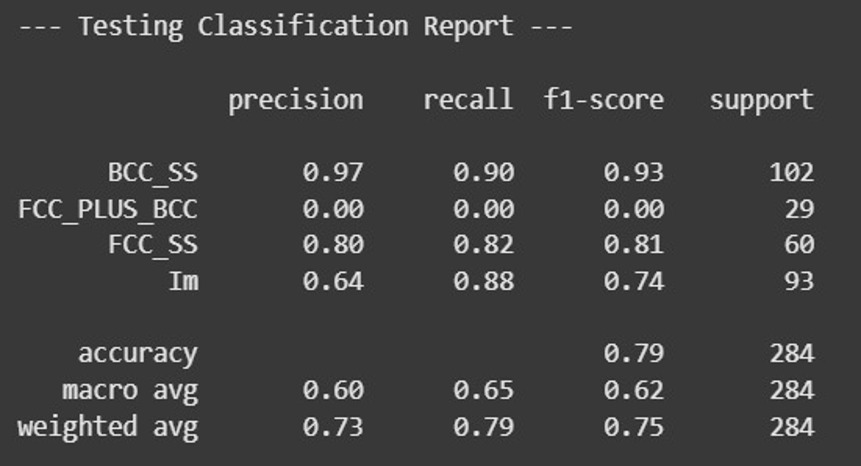 --- Testing Classification Report ---
precision recall f1-score support
BCC_SS 0.97 0.90 0.93 102
FCC_PLUS_BCC 0.00 0.00 0.00 29
FCC_SS 0.80 0.82 0.81 60
Im 0.64 0.88 0.74 93
accuracy 0.79 284
macro avg 0.60 0.65 0.62 284
weighted avg 0.73 0.79 0.75 284